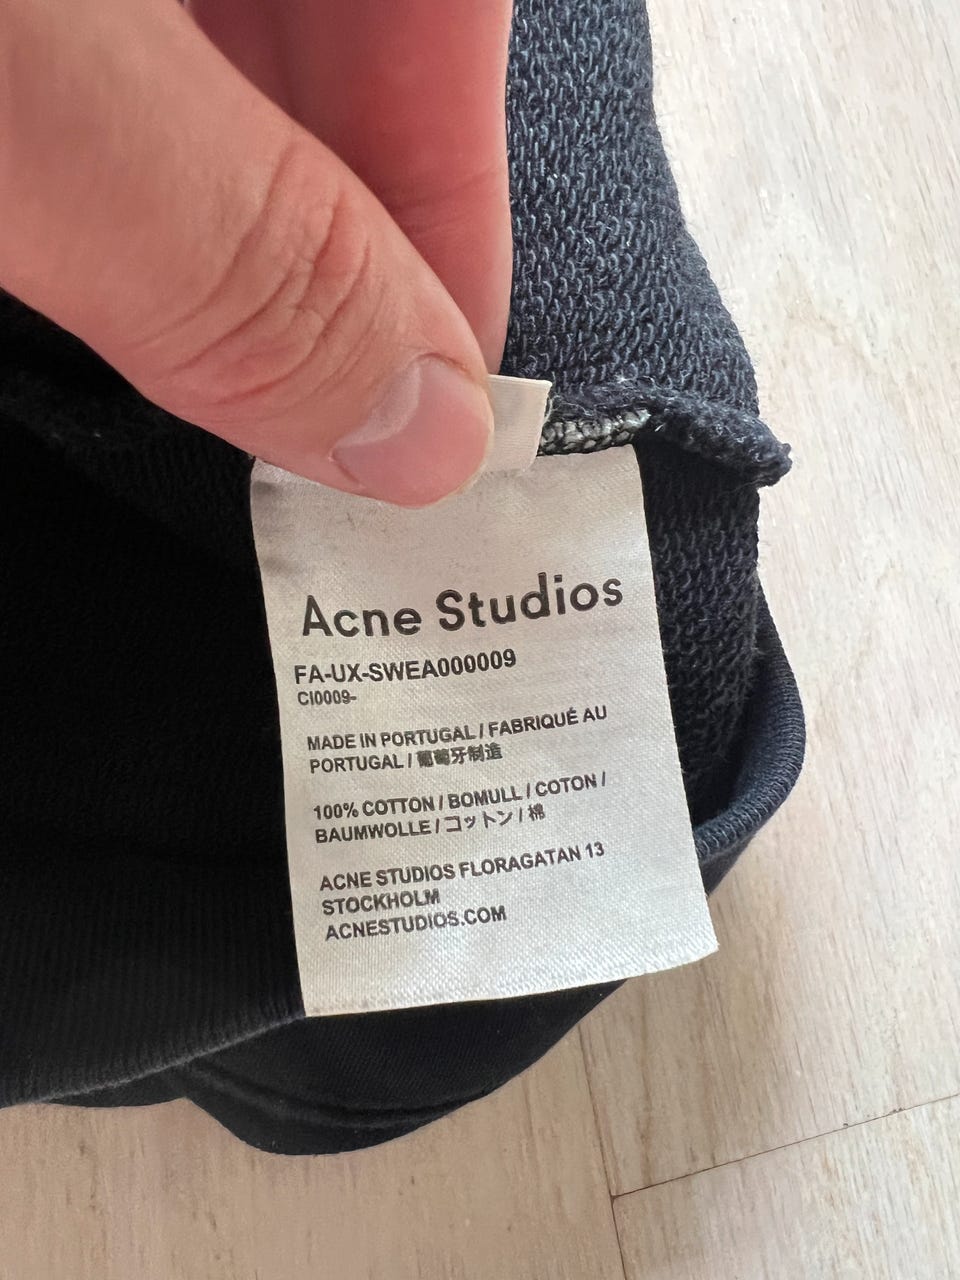 Acne Studios
FA-UX-SWEA000009
CI0009-
MADE IN PORTUGAL / FABRIQUÉ AU
PORTUGAL / 葡萄牙制造
100% COTTON / BOMULL / COTON /
BAUMWOLLE / コットン / 棉
ACNE STUDIOS FLORAGATAN 13
STOCKHOLM
ACNESTUDIOS.COM